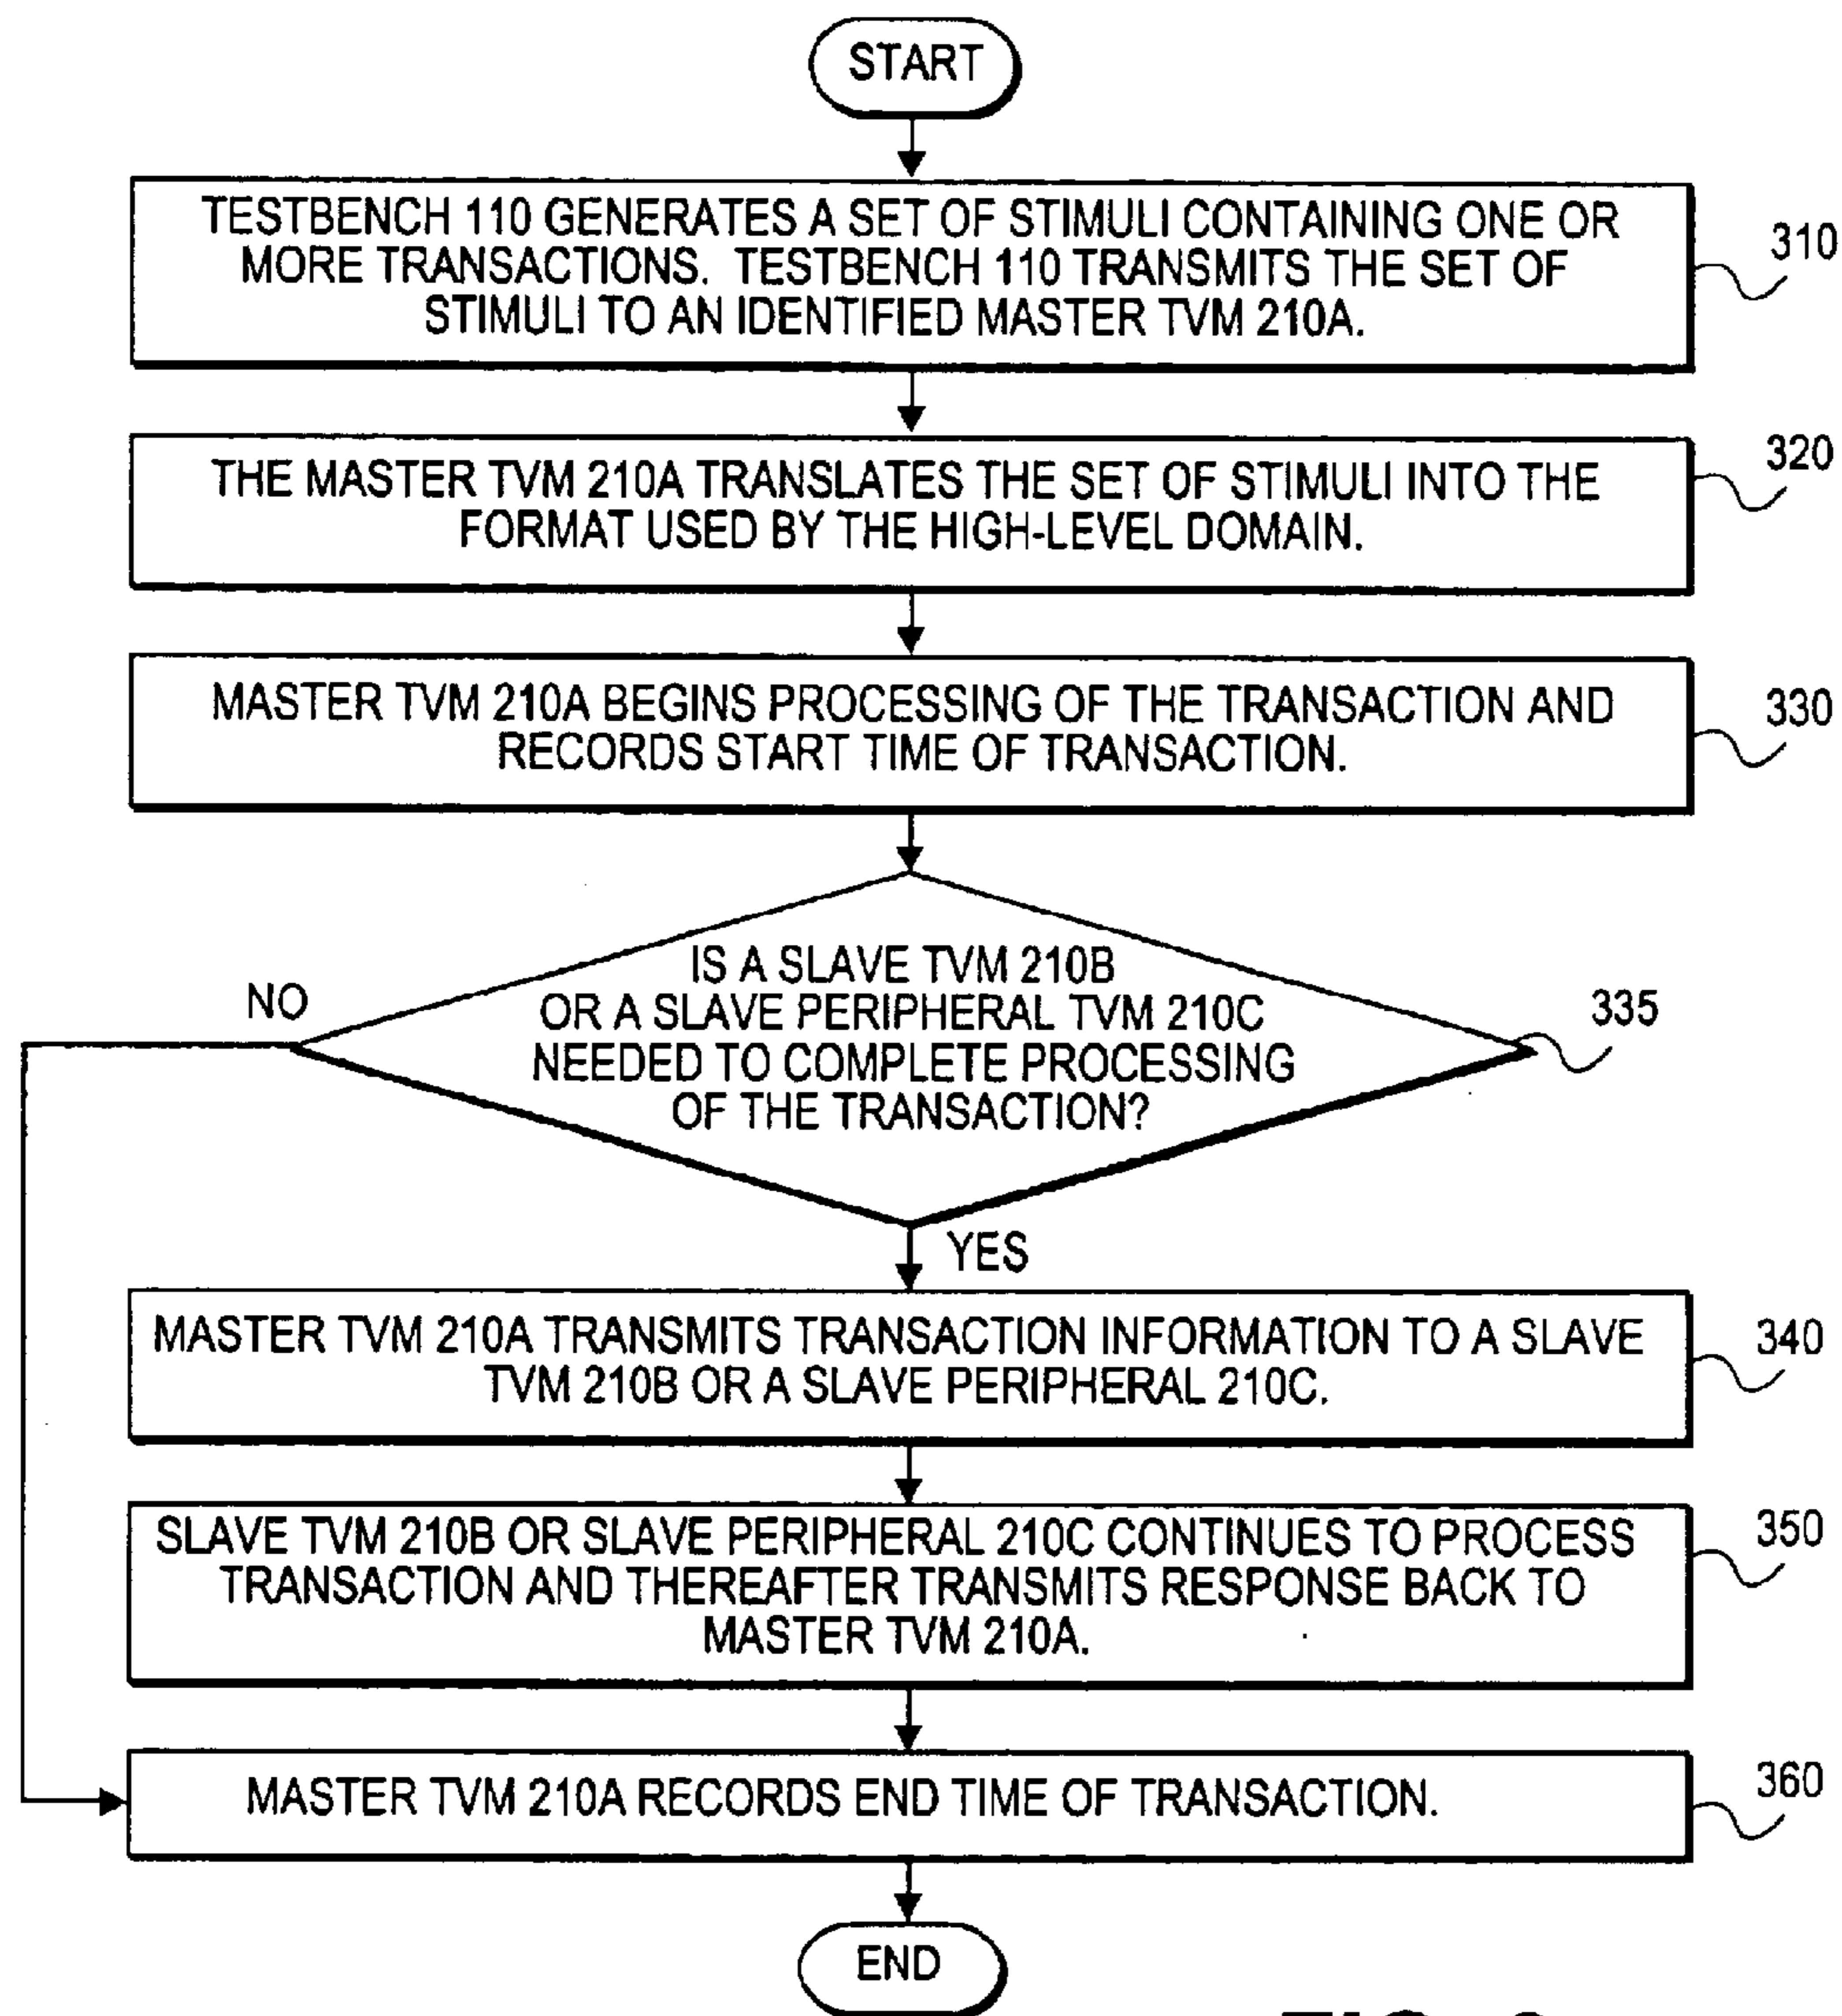 START
TESTBENCH 110 GENERATES A SET OF STIMULI CONTAINING ONE OR
MORE TRANSACTIONS. TESTBENCH 110 TRANSMITS THE SET OF
STIMULI TO AN IDENTIFIED MASTER TVM 210A.
310
THE MASTER TVM 210A TRANSLATES THE SET OF STIMULI INTO THE
FORMAT USED BY THE HIGH-LEVEL DOMAIN.
320
MASTER TVM 210A BEGINS PROCESSING OF THE TRANSACTION AND
RECORDS START TIME OF TRANSACTION.
330
IS A SLAVE TVM 210B
OR A SLAVE PERIPHERAL TVM 210C
NEEDED TO COMPLETE PROCESSING
OF THE TRANSACTION?
NO
335
YES
MASTER TVM 210A TRANSMITS TRANSACTION INFORMATION TO A SLAVE
TVM 210B OR A SLAVE PERIPHERAL 210C.
340
SLAVE TVM 210B OR SLAVE PERIPHERAL 210C CONTINUES TO PROCESS
TRANSACTION AND THEREAFTER TRANSMITS RESPONSE BACK TO
MASTER TVM 210A.
350
MASTER TVM 210A RECORDS END TIME OF TRANSACTION.
360
END